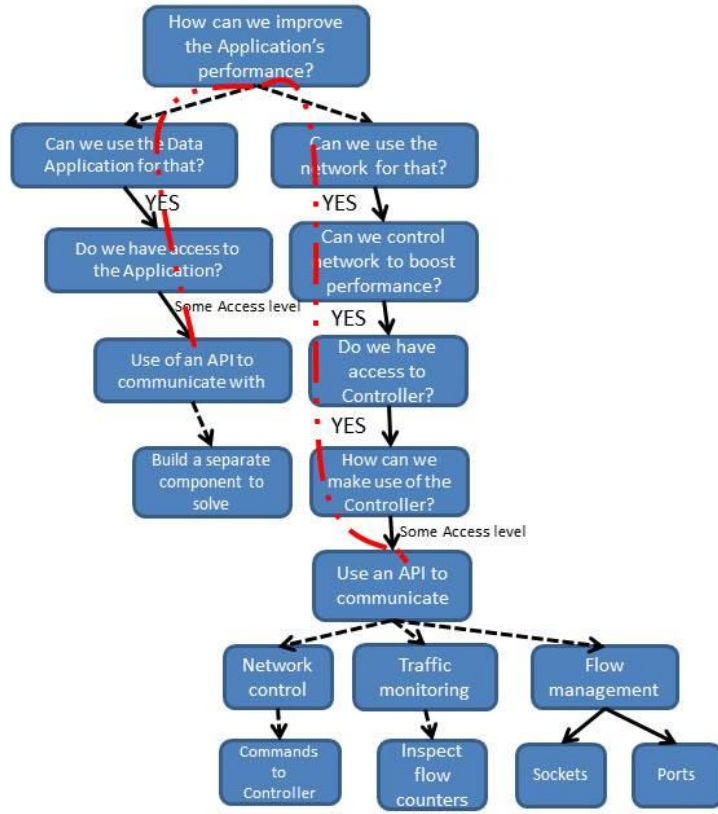 How can we improve
the Application's
performance?
Can we use the Data
Application for that?
Can we use the
network for that?
YES
YES
Do we have access to
the Application?
Can we control
network to boost
performance?
Some Access level
YES
Use of an API to
communicate with
Do we have
access to
Controller?
YES
Build a separate
component to
solve
How can we
make use of the
Controller?
Some Access level
Use an API to
communicate
Network
control
Traffic
monitoring
Flow
management
Commands
to
Controller
Inspect
flow
counters
Sockets
Ports